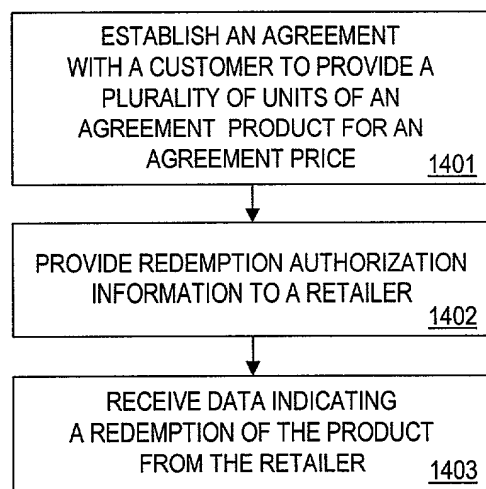 ESTABLISH AN AGREEMENT
WITH A CUSTOMER TO PROVIDE A
PLURALITY OF UNITS OF AN
AGREEMENT PRODUCT FOR AN
AGREEMENT PRICE
1401
PROVIDE REDEMPTION AUTHORIZATION
INFORMATION TO A RETAILER
1402
RECEIVE DATA INDICATING
A REDEMPTION OF THE PRODUCT
FROM THE RETAILER
1403